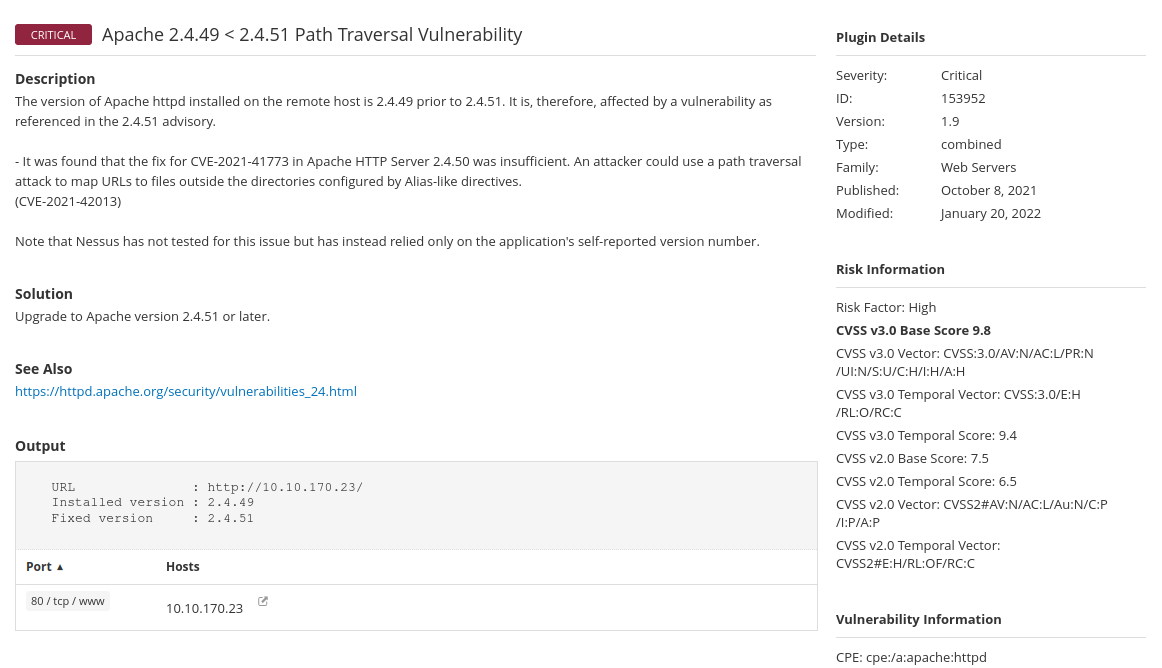 CRITICAL Apache 2.4.49 < 2.4.51 Path Traversal Vulnerability
Description
The version of Apache httpd installed on the remote host is 2.4.49 prior to 2.4.51. It is, therefore, affected by a vulnerability as
referenced in the 2.4.51 advisory.
- It was found that the fix for CVE-2021-41773 in Apache HTTP Server 2.4.50 was insufficient. An attacker could use a path traversal
attack to map URLs to files outside the directories configured by Alias-like directives.
(CVE-2021-42013)
Note that Nessus has not tested for this issue but has instead relied only on the application's self-reported version number.
Solution
Upgrade to Apache version 2.4.51 or later.
See Also
https://httpd.apache.org/security/vulnerabilities_24.html
Output
URL : http://10.10.170.23/
Installed version : 2.4.49
Fixed version : 2.4.51
Port ▲ Hosts
80 / tcp / www 10.10.170.23
Plugin Details
Severity: Critical
ID: 153952
Version: 1.9
Type: combined
Family: Web Servers
Published: October 8, 2021
Modified: January 20, 2022
Risk Information
Risk Factor: High
CVSS v3.0 Base Score 9.8
CVSS v3.0 Vector: CVSS:3.0/AV:N/AC:L/PR:N
/UI:N/S:U/C:H/I:H/A:H
CVSS v3.0 Temporal Vector: CVSS:3.0/E:H
/RL:O/RC:C
CVSS v3.0 Temporal Score: 9.4
CVSS v2.0 Base Score: 7.5
CVSS v2.0 Temporal Score: 6.5
CVSS v2.0 Vector: CVSS2#AV:N/AC:L/Au:N/C:P
/I:P/A:P
CVSS v2.0 Temporal Vector:
CVSS2#E:H/RL:OF/RC:C
Vulnerability Information
CPE: cpe:/a:apache:httpd